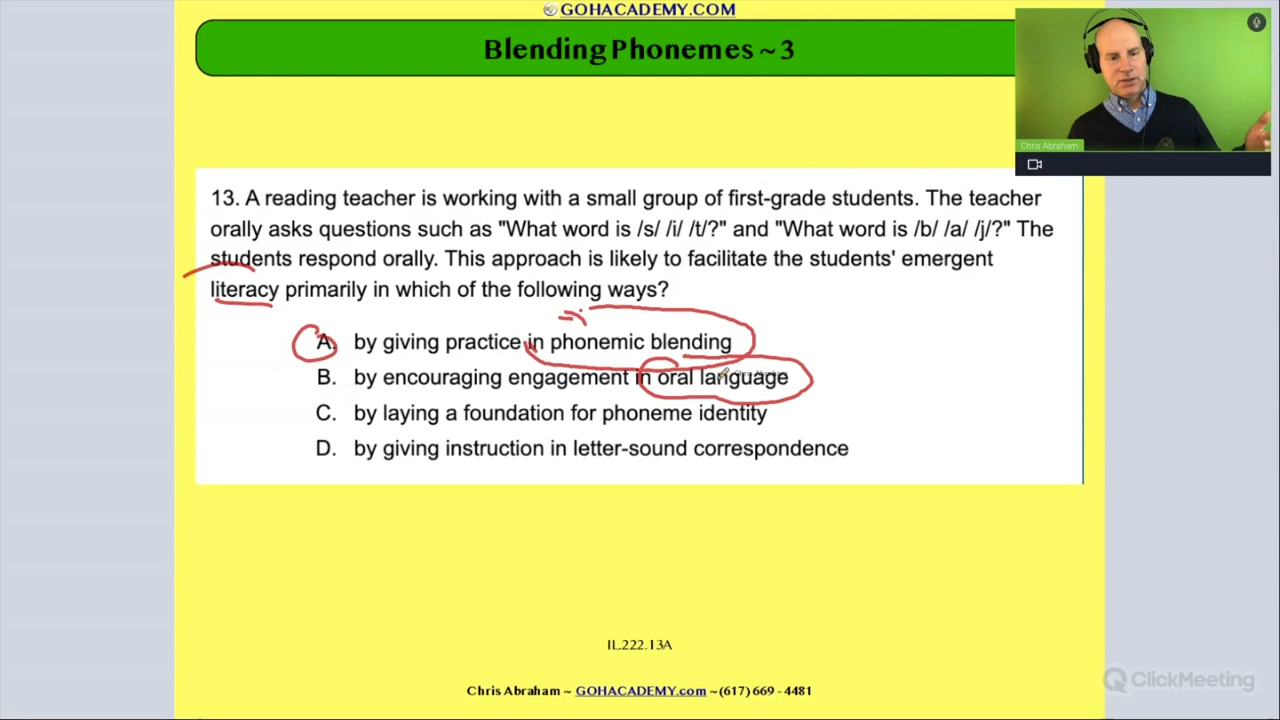 GOHACADEMY.COM
Blending Phonemes ~ 3
Chris Abraham
13. A reading teacher is working with a small group of first-grade students. The teacher
orally asks questions such as "What word is /s/ /i/ /t/?" and "What word is /b/ /a/ /j/?" The
students respond orally. This approach is likely to facilitate the students' emergent
literacy primarily in which of the following ways?
A. by giving practice in phonemic blending
B. by encouraging engagement in oral language
Chris Abraham
C. by laying a foundation for phoneme identity
D. by giving instruction in letter-sound correspondence
IL.222.13A
Chris Abraham ~ GOHACADEMY.com ~ (617) 669 - 4481
ClickMeeting